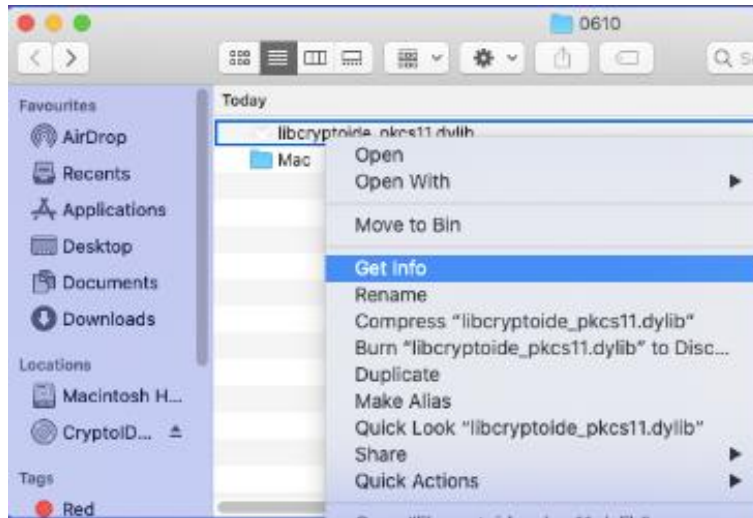 0610
Favourites
AirDrop
Recents
Applications
Desktop
Documents
Downloads
Locations
Macintosh H...
CryptoID...
Tags
Red
Today
libcryptoide_pkcs11.dylib
Mac
Open
Open With
Move to Bin
Get Info
Rename
Compress "libcryptoide_pkcs11.dylib"
Burn "libcryptoide_pkcs11.dylib" to Disc...
Duplicate
Make Alias
Quick Look "libcryptoide_pkcs11.dylib"
Share
Quick Actions